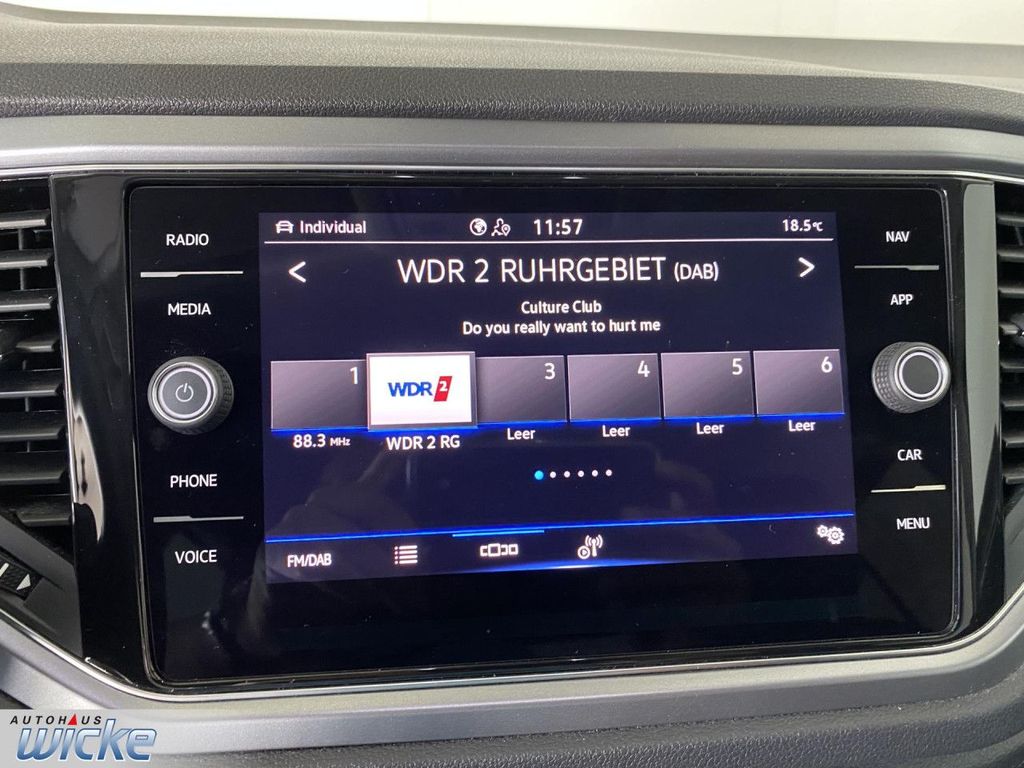 RADIO
MEDIA
PHONE
VOICE
Individual 11:57 18.5°C
< WDR 2 RUHRGEBIET (DAB) >
Culture Club
Do you really want to hurt me
1 WDR 2 3 4 5 6
88.3 MHz WDR 2 RG Leer Leer Leer Leer
FM/DAB
NAV
APP
CAR
MENU
AUTOHAUS
wicke